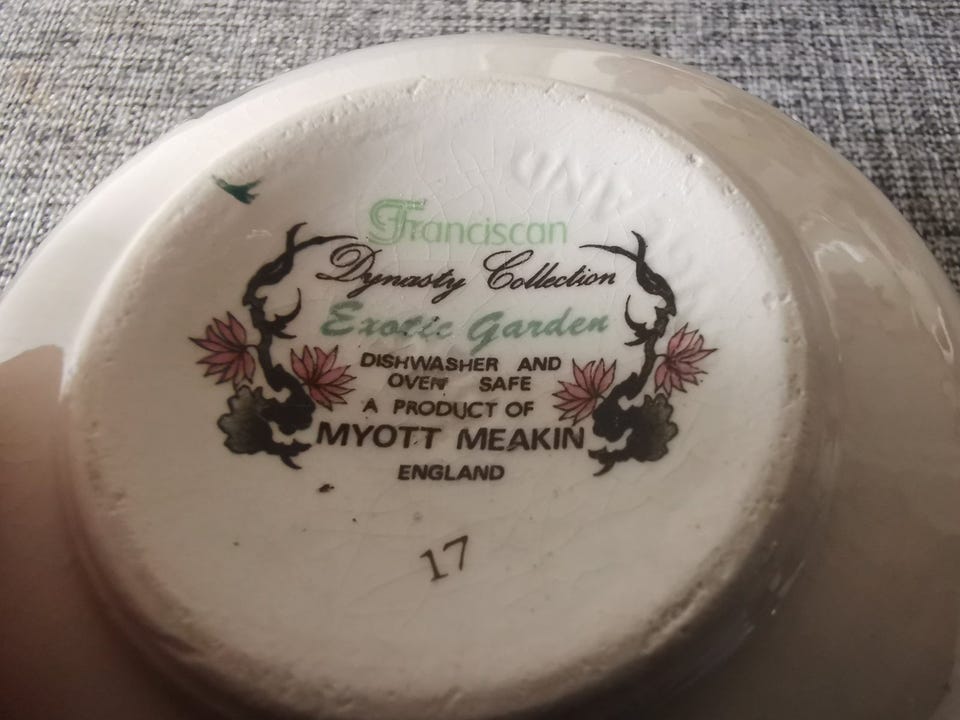 Franciscan
Dynasty Collection
Exotic Garden
DISHWASHER AND
OVEN SAFE
A PRODUCT OF
MYOTT MEAKIN
ENGLAND
17